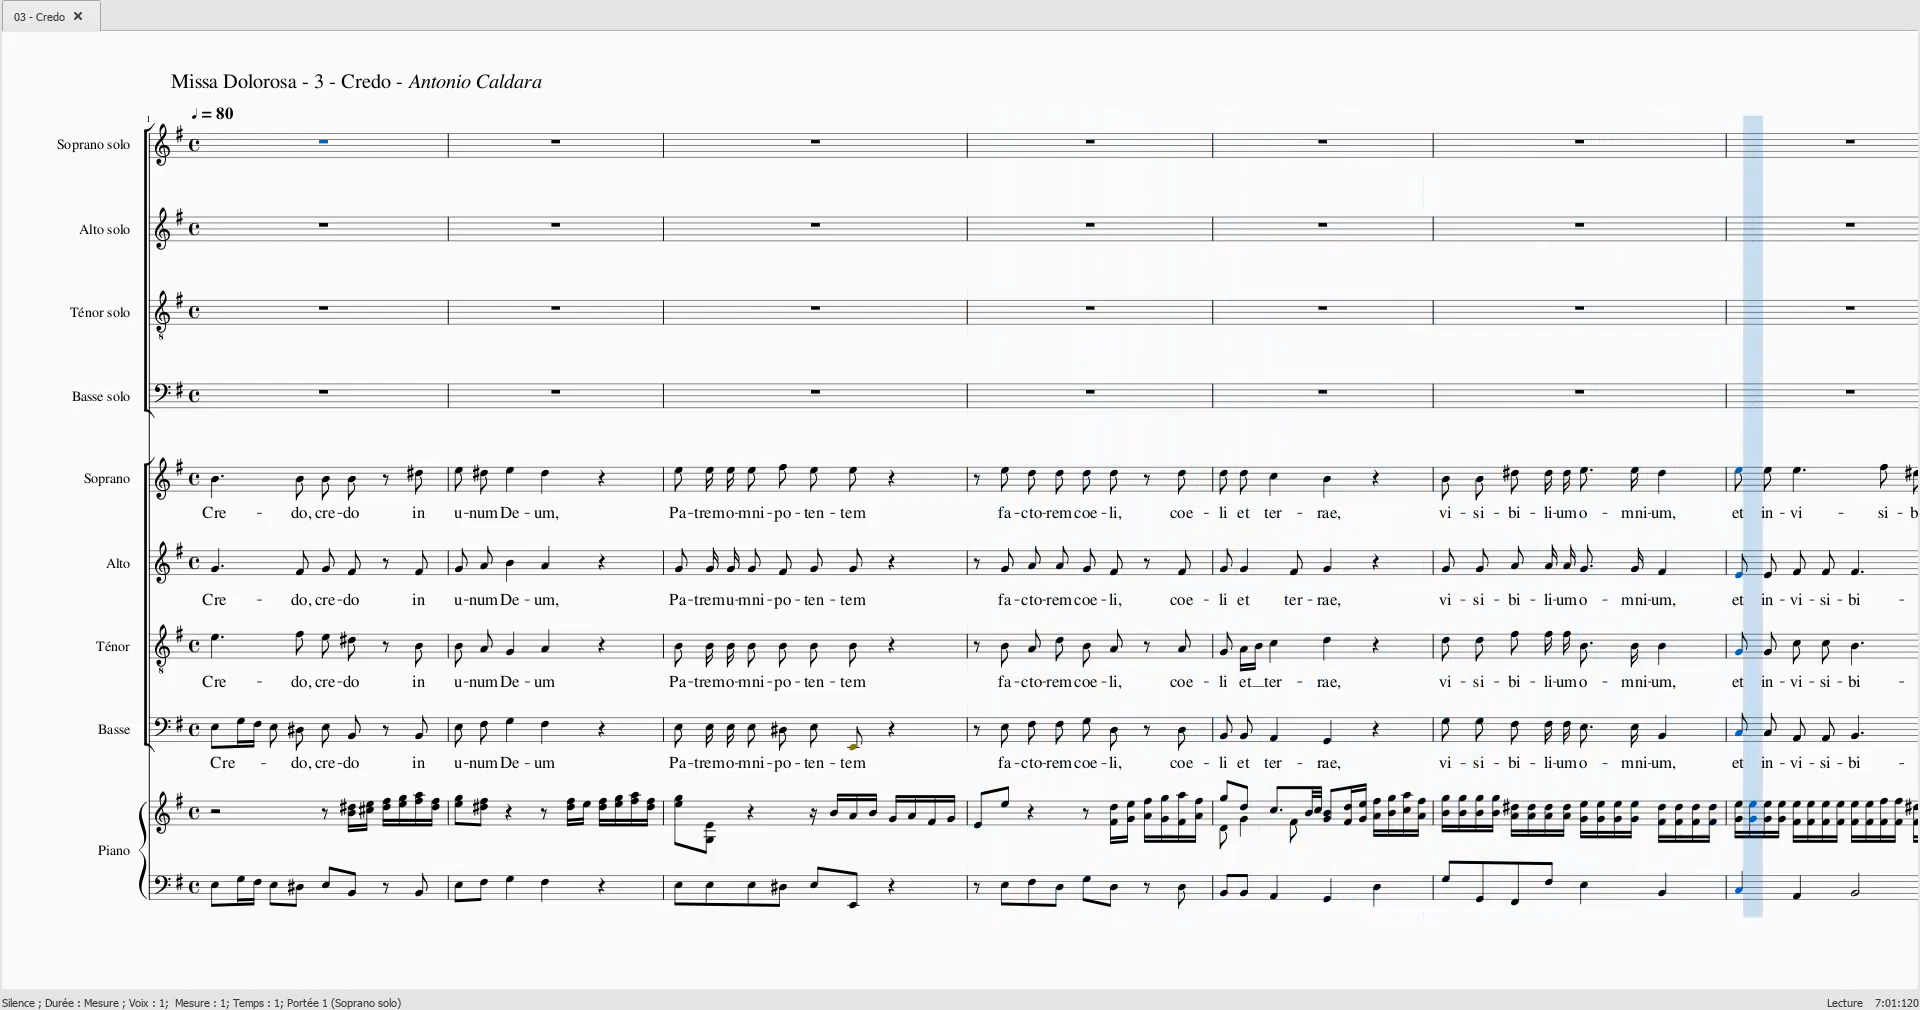 03 - Credo ✕
Missa Dolorosa - 3 - Credo - Antonio Caldara
♩ = 80
1
Soprano solo
Alto solo
Ténor solo
Basse solo
Soprano
Cre - do, cre - do in u - num De - um, Pa - trem o - mni - po - ten - tem fa - cto - rem coe - li, coe - li et ter - rae, vi - si - bi - li - um o - mni - um, et in - vi - si - b
Alto
Cre - do, cre - do in u - num De - um, Pa - trem u - mni - po - ten - tem fa - cto - rem coe - li, coe - li et ter - rae, vi - si - bi - li - um o - mni - um, et in - vi - si - bi -
Ténor
Cre - do, cre - do in u - num De - um Pa - trem o - mni - po - ten - tem fa - cto - rem coe - li, coe - li et_ ter - rae, vi - si - bi - li - um o - mni - um, et in - vi - si - bi -
Basse
Cre - do, cre - do in u - num De - um Pa - trem o - mni - po - ten - tem fa - cto - rem coe - li, coe - li et ter - rae, vi - si - bi - li - um o - mni - um, et in - vi - si - bi -
Piano
Silence ; Durée : Mesure ; Voix : 1; Mesure : 1; Temps : 1; Portée 1 (Soprano solo)
Lecture 7:01:120